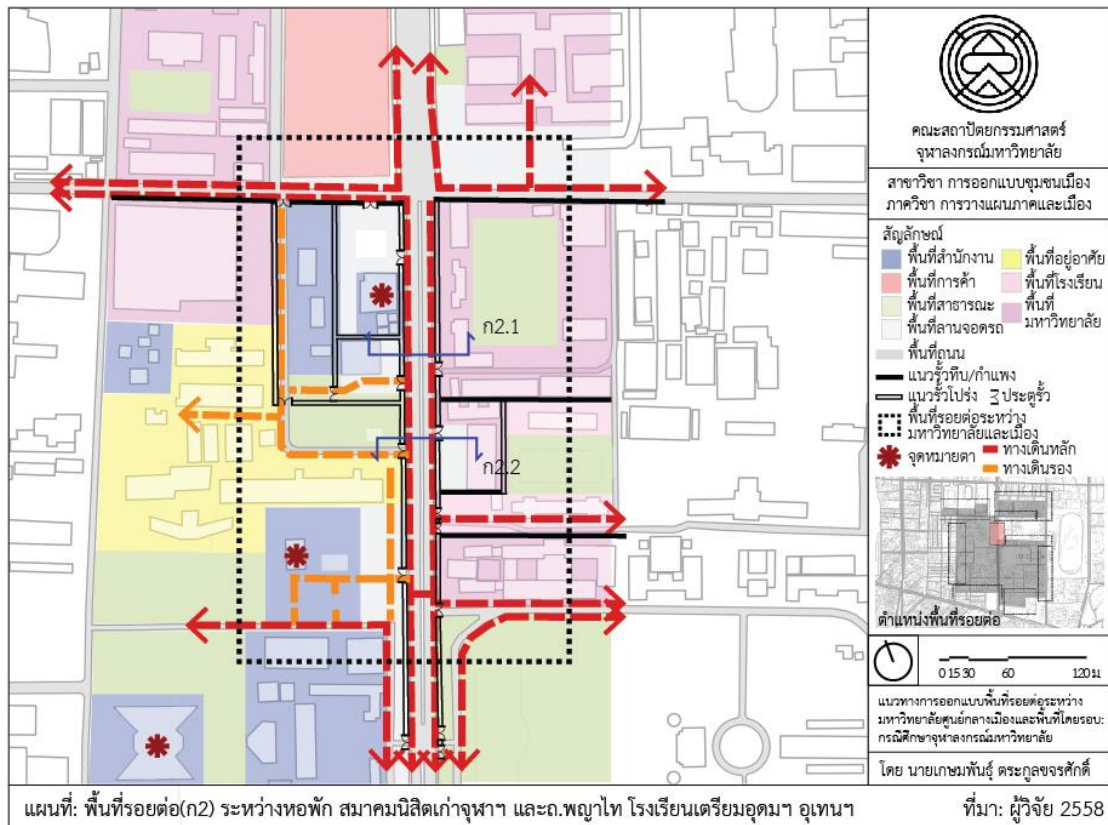 คณะสถาปัตยกรรมศาสตร์
จุฬาลงกรณ์มหาวิทยาลัย
สาขาวิชา การออกแบบชุมชนเมือง
ภาควิชา การวางแผนภาคและเมือง
สัญลักษณ์
พื้นที่สำนักงาน พื้นที่อยู่อาศัย
พื้นที่การค้า พื้นที่โรงเรียน
พื้นที่สาธารณะ พื้นที่
มหาวิทยาลัย
พื้นที่ลานจอดรถ
พื้นที่ถนน
แนวรั้วทึบ/กำแพง
แนวรั้วโปร่ง ประตูรั้ว
พื้นที่รอยต่อระหว่าง
มหาวิทยาลัยและเมือง
จุดหมายตา ทางเดินหลัก
ทางเดินรอง
ก2.1
ก2.2
ตำแหน่งพื้นที่รอยต่อ
0 15 30 60 120 ม
แนวทางการออกแบบพื้นที่รอยต่อระหว่าง
มหาวิทยาลัยศูนย์กลางเมืองและพื้นที่โดยรอบ:
กรณีศึกษาจุฬาลงกรณ์มหาวิทยาลัย
โดย นายเกษมพันธุ์ ตระกูลขจรศักดิ์
แผนที่: พื้นที่รอยต่อ(ก2) ระหว่างหอพัก สมาคมนิสิตเก่าจุฬาฯ และถ.พญาไท โรงเรียนเตรียมอุดมฯ อุเทนฯ ที่มา: ผู้วิจัย 2558